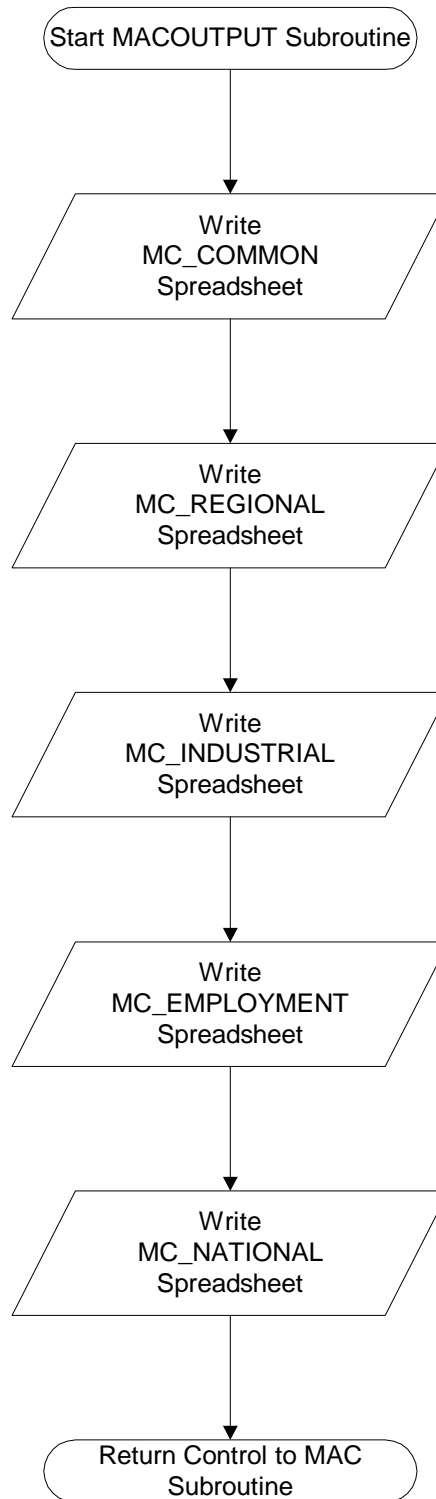 Start MACOUTPUT Subroutine
Write
MC_COMMON
Spreadsheet
Write
MC_REGIONAL
Spreadsheet
Write
MC_INDUSTRIAL
Spreadsheet
Write
MC_EMPLOYMENT
Spreadsheet
Write
MC_NATIONAL
Spreadsheet
Return Control to MAC
Subroutine